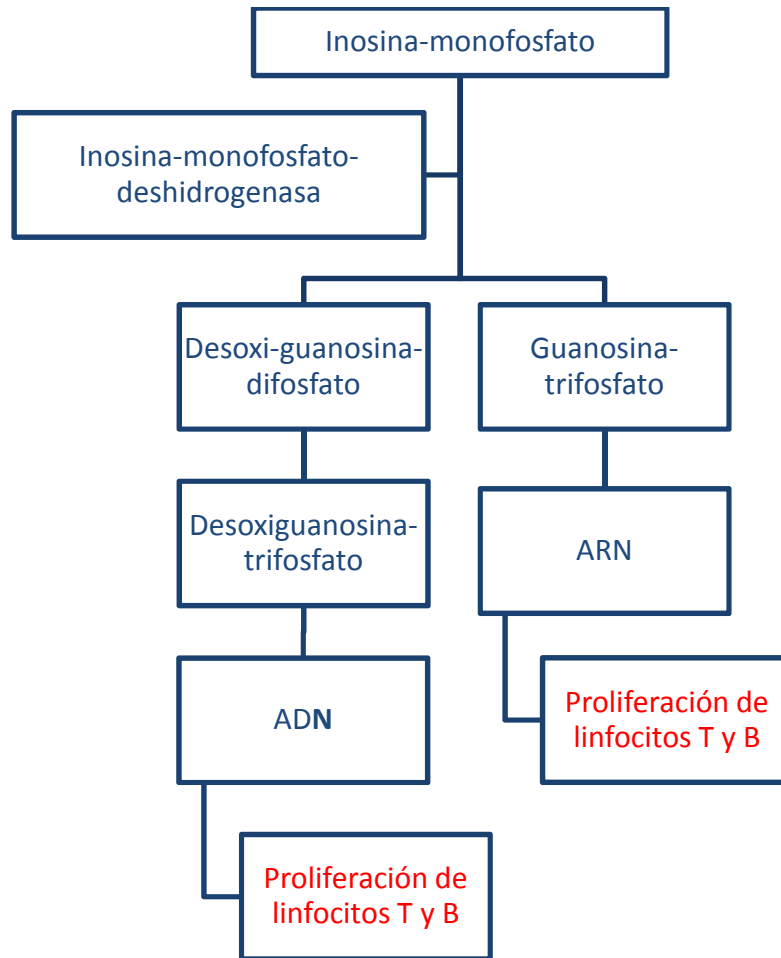 Inosina-monofosfato
Inosina-monofosfato-
deshidrogenasa
Desoxi-guanosina-
difosfato
Guanosina-
trifosfato
Desoxiguanosina-
trifosfato
ARN
ADN
Proliferación de
linfocitos T y B
Proliferación de
linfocitos T y B